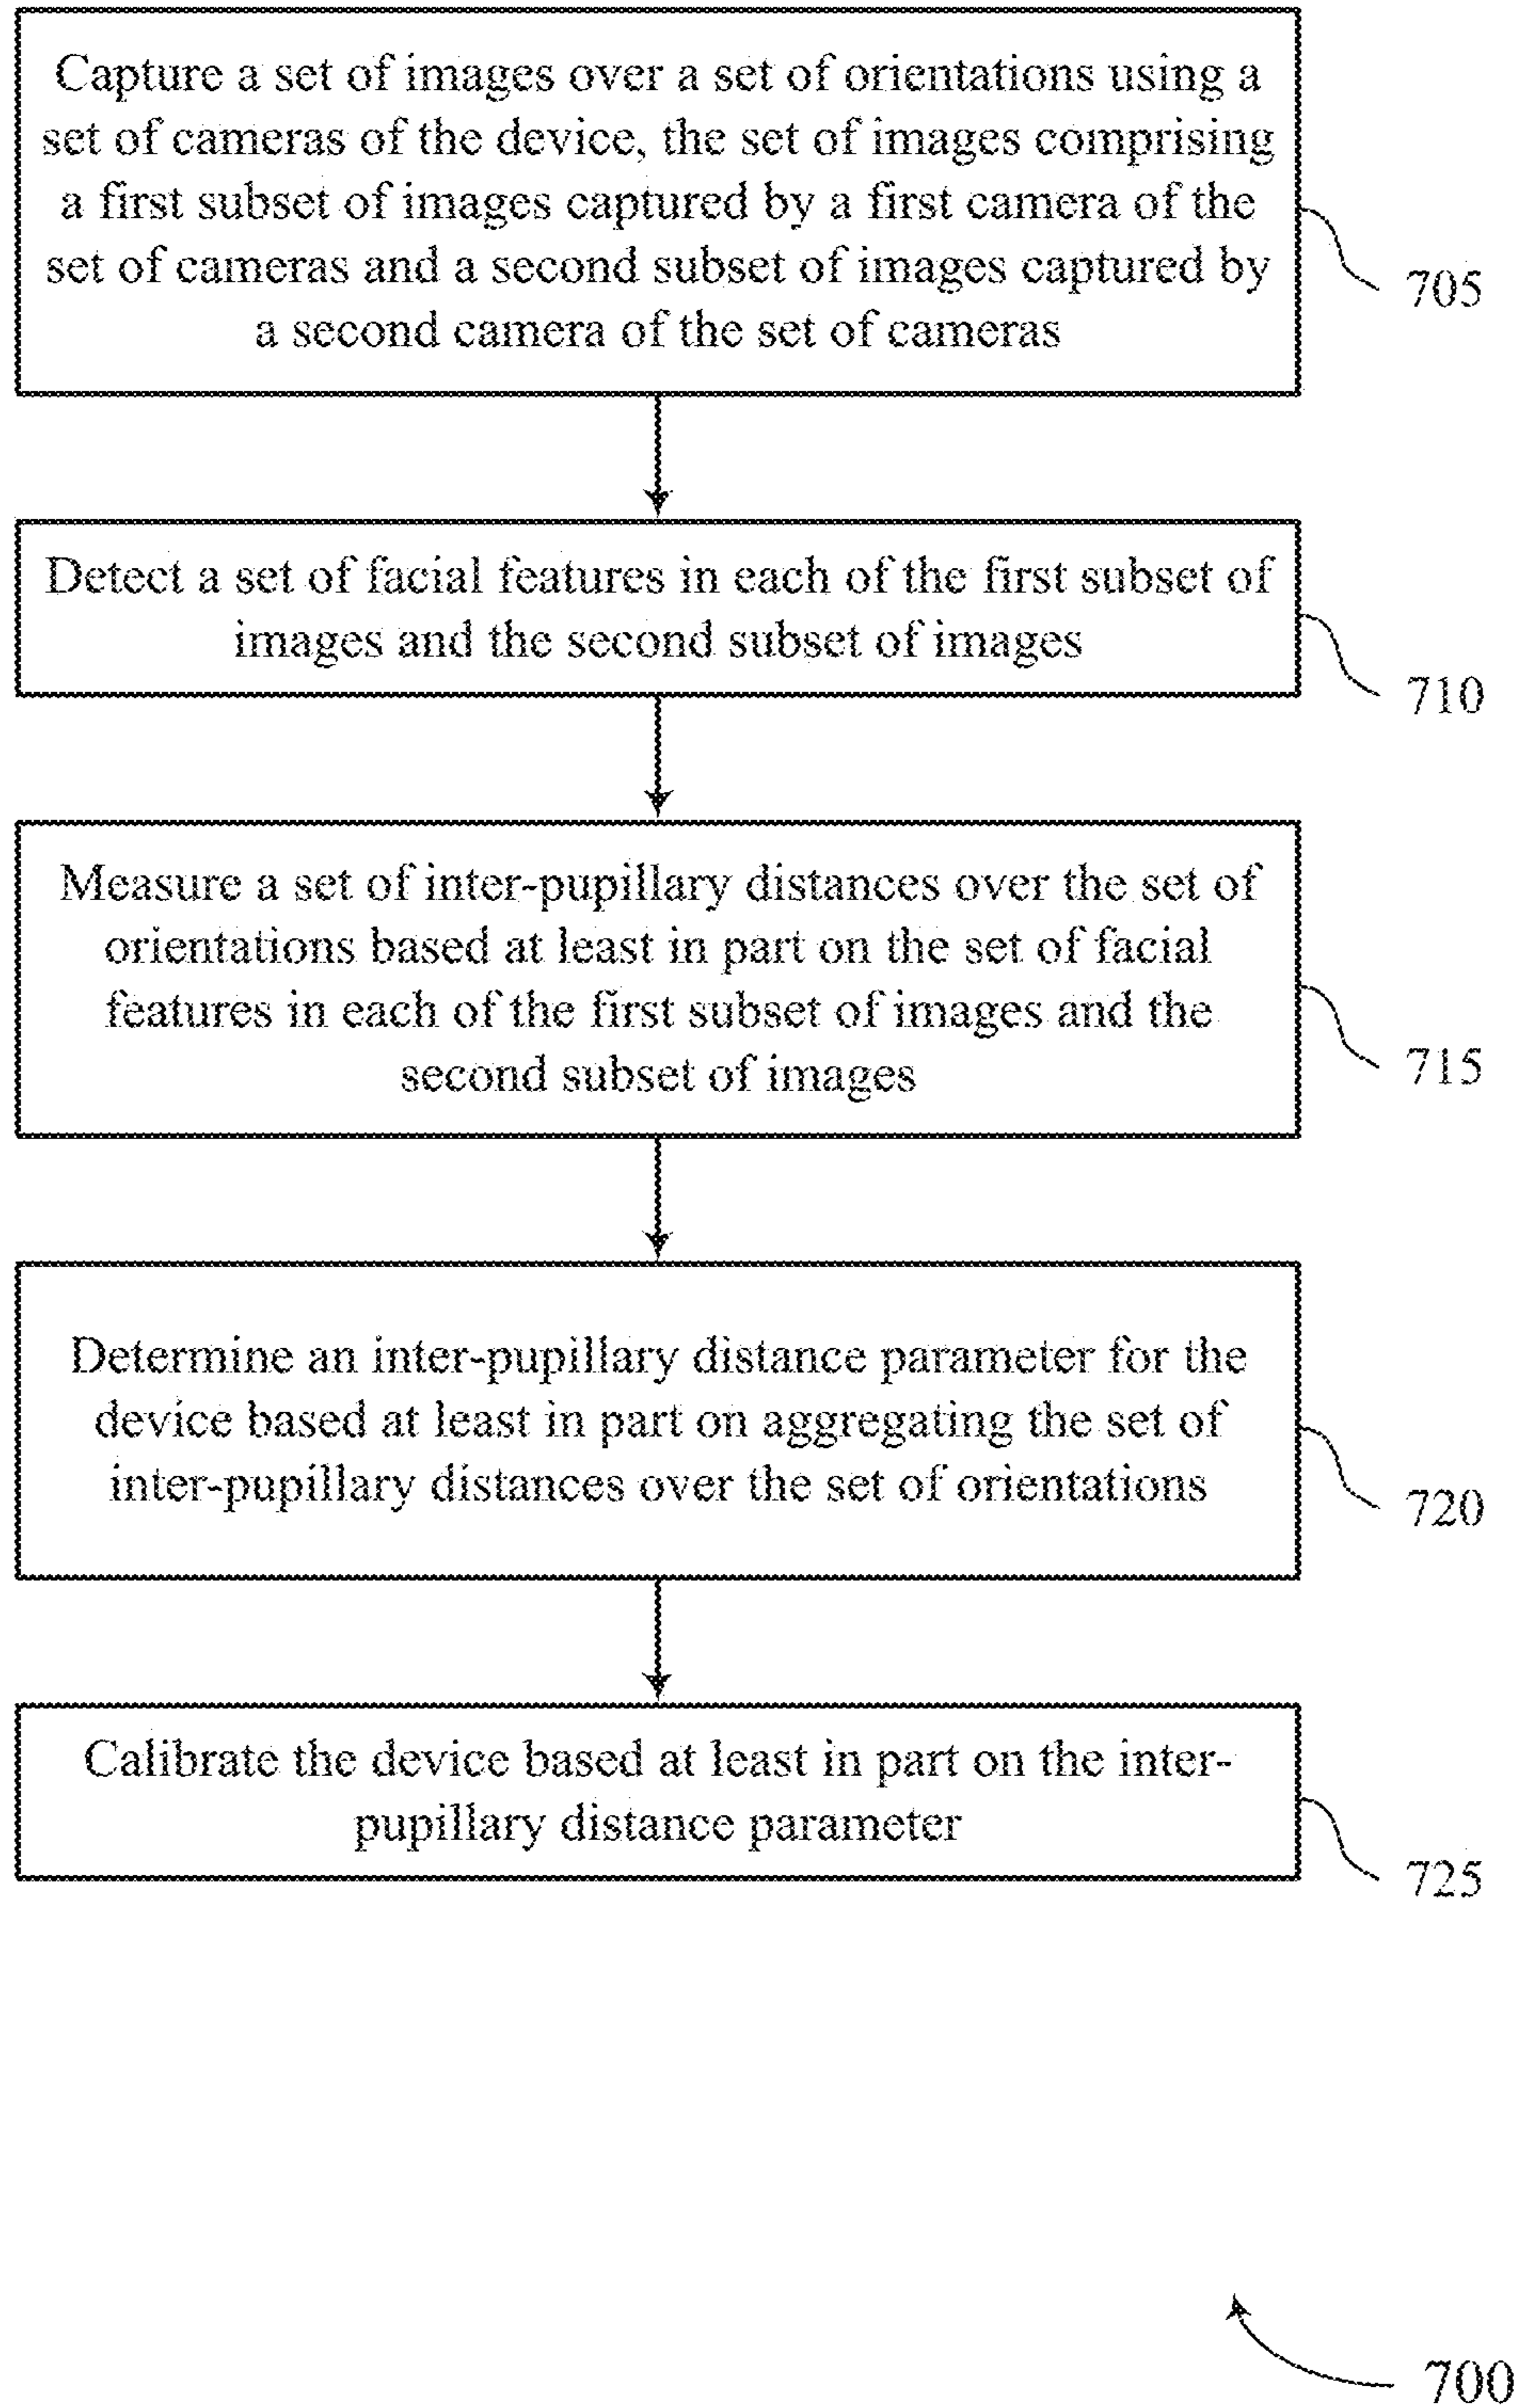 Capture a set of images over a set of orientations using a
set of cameras of the device, the set of images comprising
a first subset of images captured by a first camera of the
set of cameras and a second subset of images captured by
a second camera of the set of cameras
705
Detect a set of facial features in each of the first subset of
images and the second subset of images
710
Measure a set of inter-pupillary distances over the set of
orientations based at least in part on the set of facial
features in each of the first subset of images and the
second subset of images
715
Determine an inter-pupillary distance parameter for the
device based at least in part on aggregating the set of
inter-pupillary distances over the set of orientations
720
Calibrate the device based at least in part on the inter-
pupillary distance parameter
725
700